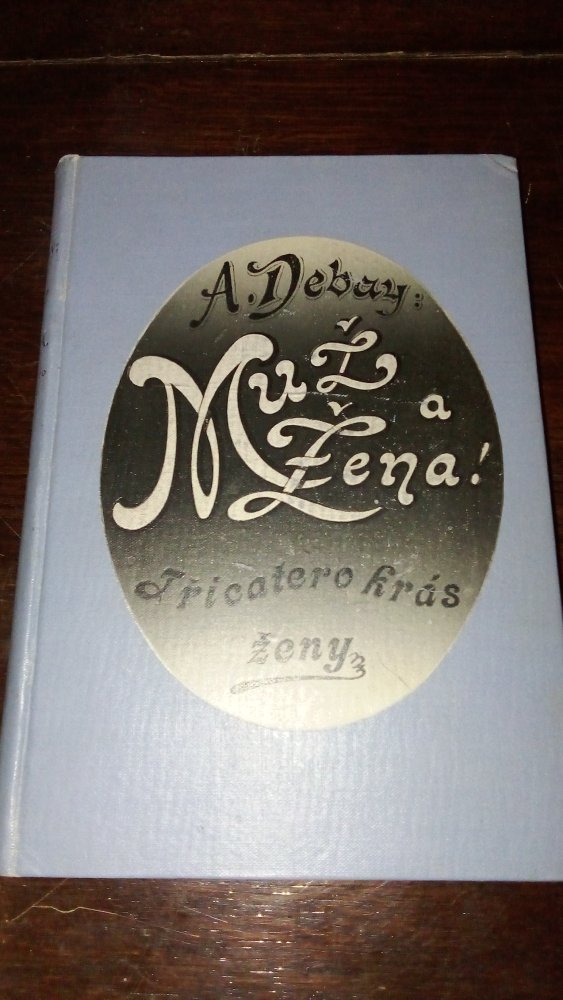 A. Debay:
Muž a
Žena!
Třicatero krás
ženy